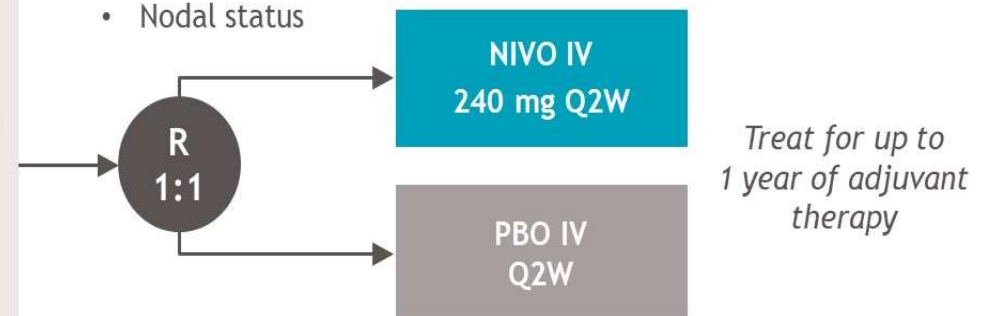 • Nodal status
NIVO IV
240 mg Q2W
R
1:1
Treat for up to
1 year of adjuvant
therapy
PBO IV
Q2W